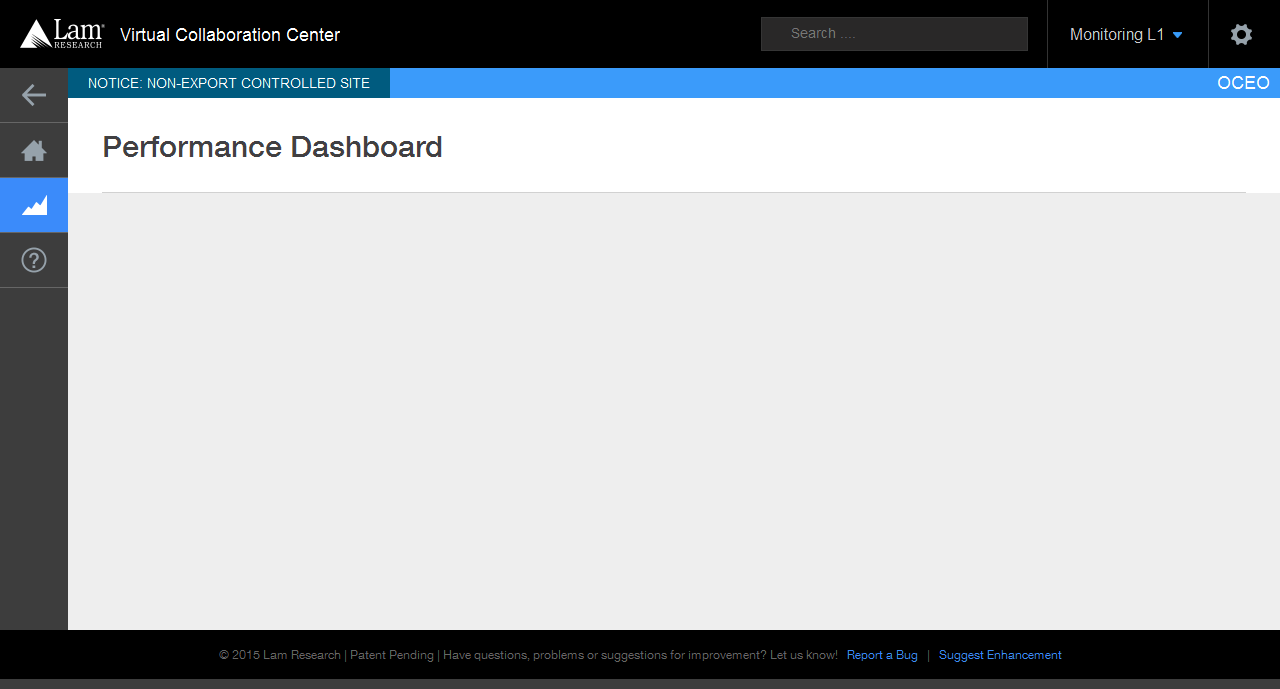 Lam®
RESEARCH
Virtual Collaboration Center
Search ....
Monitoring L1
NOTICE: NON-EXPORT CONTROLLED SITE
OCEO
Performance Dashboard
© 2015 Lam Research | Patent Pending | Have questions, problems or suggestions for improvement? Let us know! Report a Bug | Suggest Enhancement